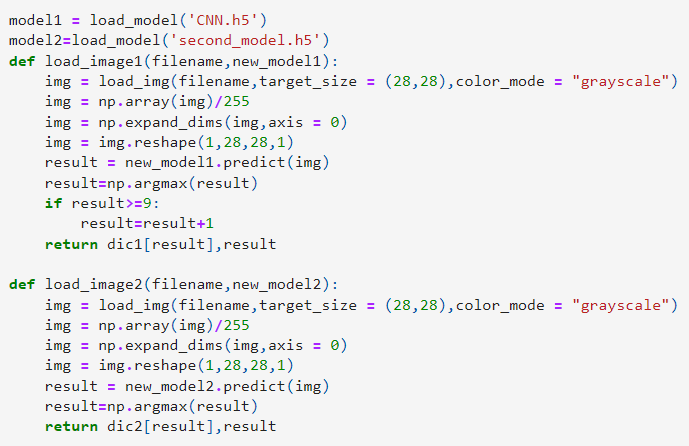 model1 = load_model('CNN.h5')
model2=load_model('second_model.h5')
def load_image1(filename,new_model1):
    img = load_img(filename,target_size = (28,28),color_mode = "grayscale")
    img = np.array(img)/255
    img = np.expand_dims(img,axis = 0)
    img = img.reshape(1,28,28,1)
    result = new_model1.predict(img)
    result=np.argmax(result)
    if result>=9:
        result=result+1
    return dic1[result],result

def load_image2(filename,new_model2):
    img = load_img(filename,target_size = (28,28),color_mode = "grayscale")
    img = np.array(img)/255
    img = np.expand_dims(img,axis = 0)
    img = img.reshape(1,28,28,1)
    result = new_model2.predict(img)
    result=np.argmax(result)
    return dic2[result],result